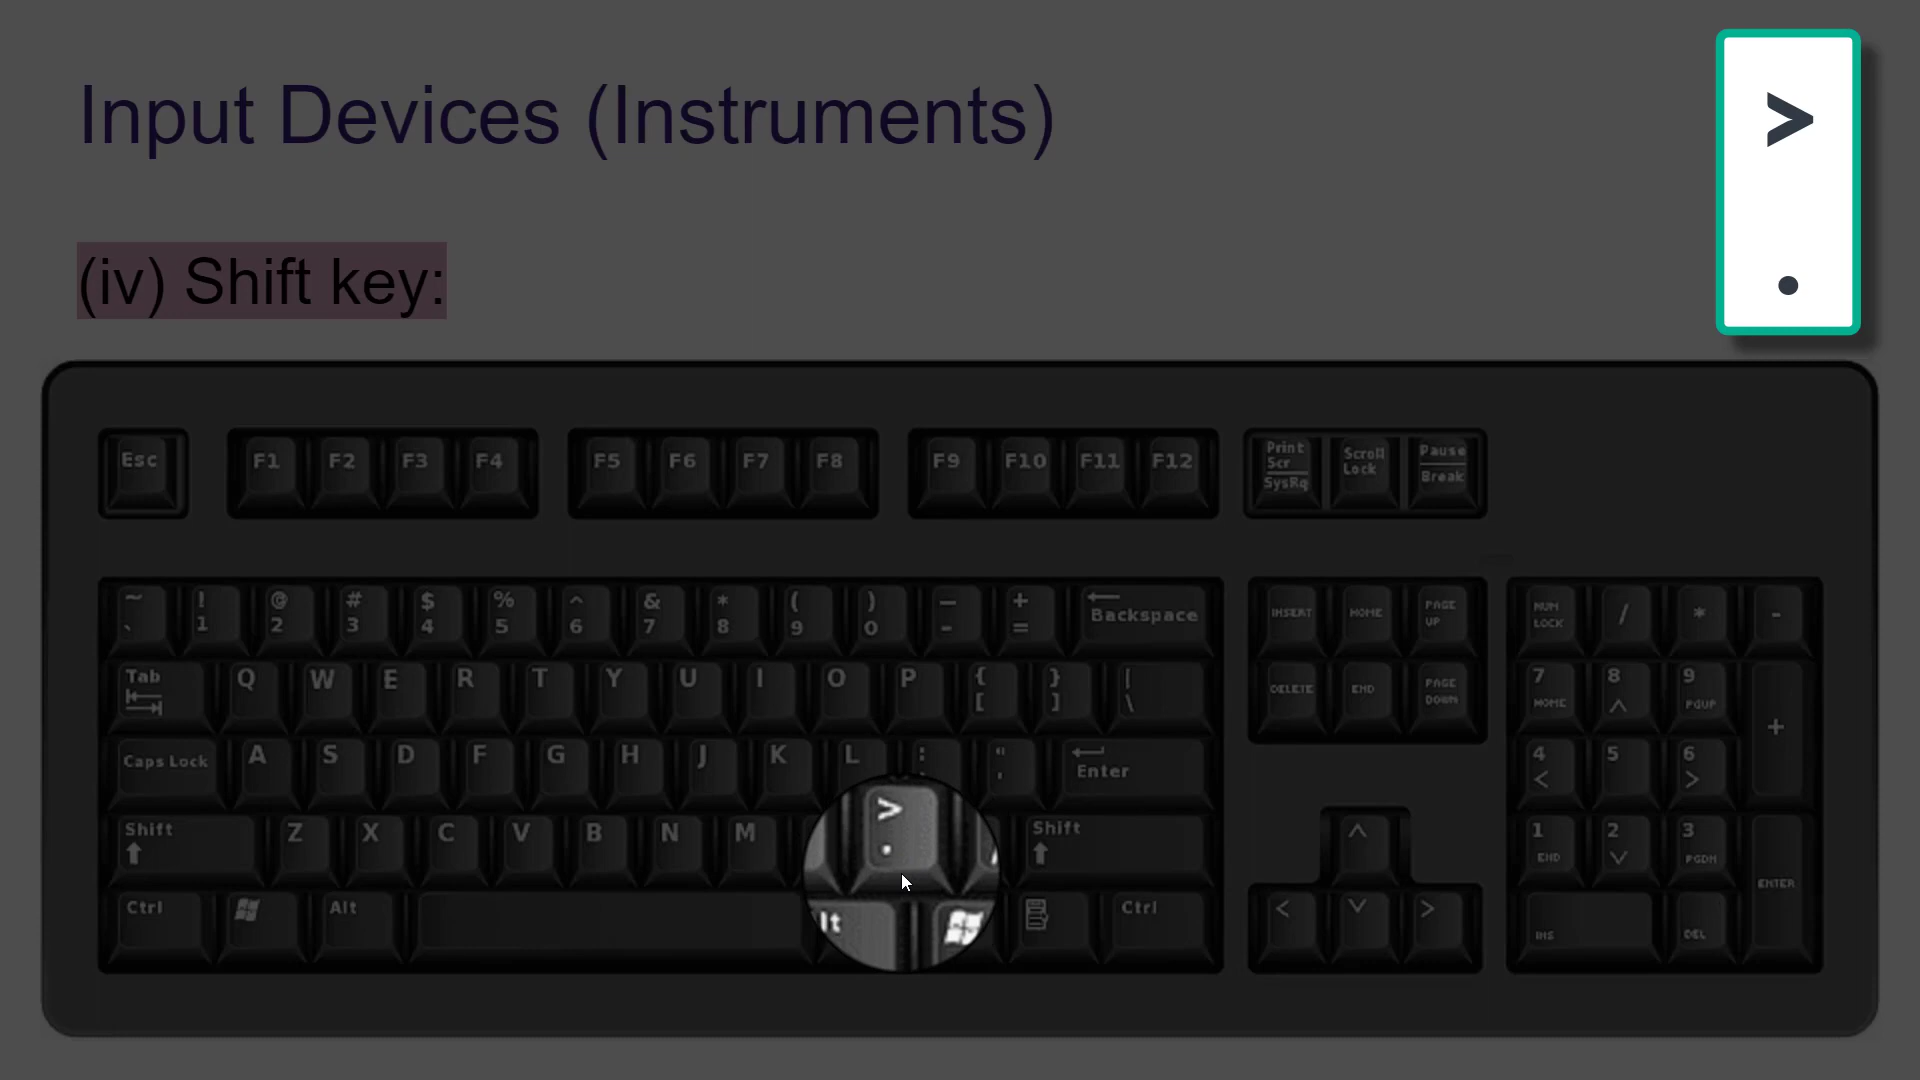 Input Devices (Instruments)
>
.
(iv) Shift key:
Esc F1 F2 F3 F4 F5 F6 F7 F8 F9 F10 F11 F12 Print Scr SysRq Scroll Lock Pause Break
~ ! @ # $ % ^ & * ( ) _ +
` 1 2 3 4 5 6 7 8 9 0 - = Backspace INSERT HOME PAGE UP NUM LOCK / * -
Tab Q W E R T Y U I O P { } |
[ ] \ DELETE END PAGE DOWN 7 HOME 8 ^ 9 PGUP +
Caps Lock A S D F G H J K L : " ' Enter 4 < 5 6 >
Shift Z X C V B N M > . Shift ^ 1 END 2 V 3 PGDN ENTER
Ctrl Alt lt Ctrl < V > INS DEL